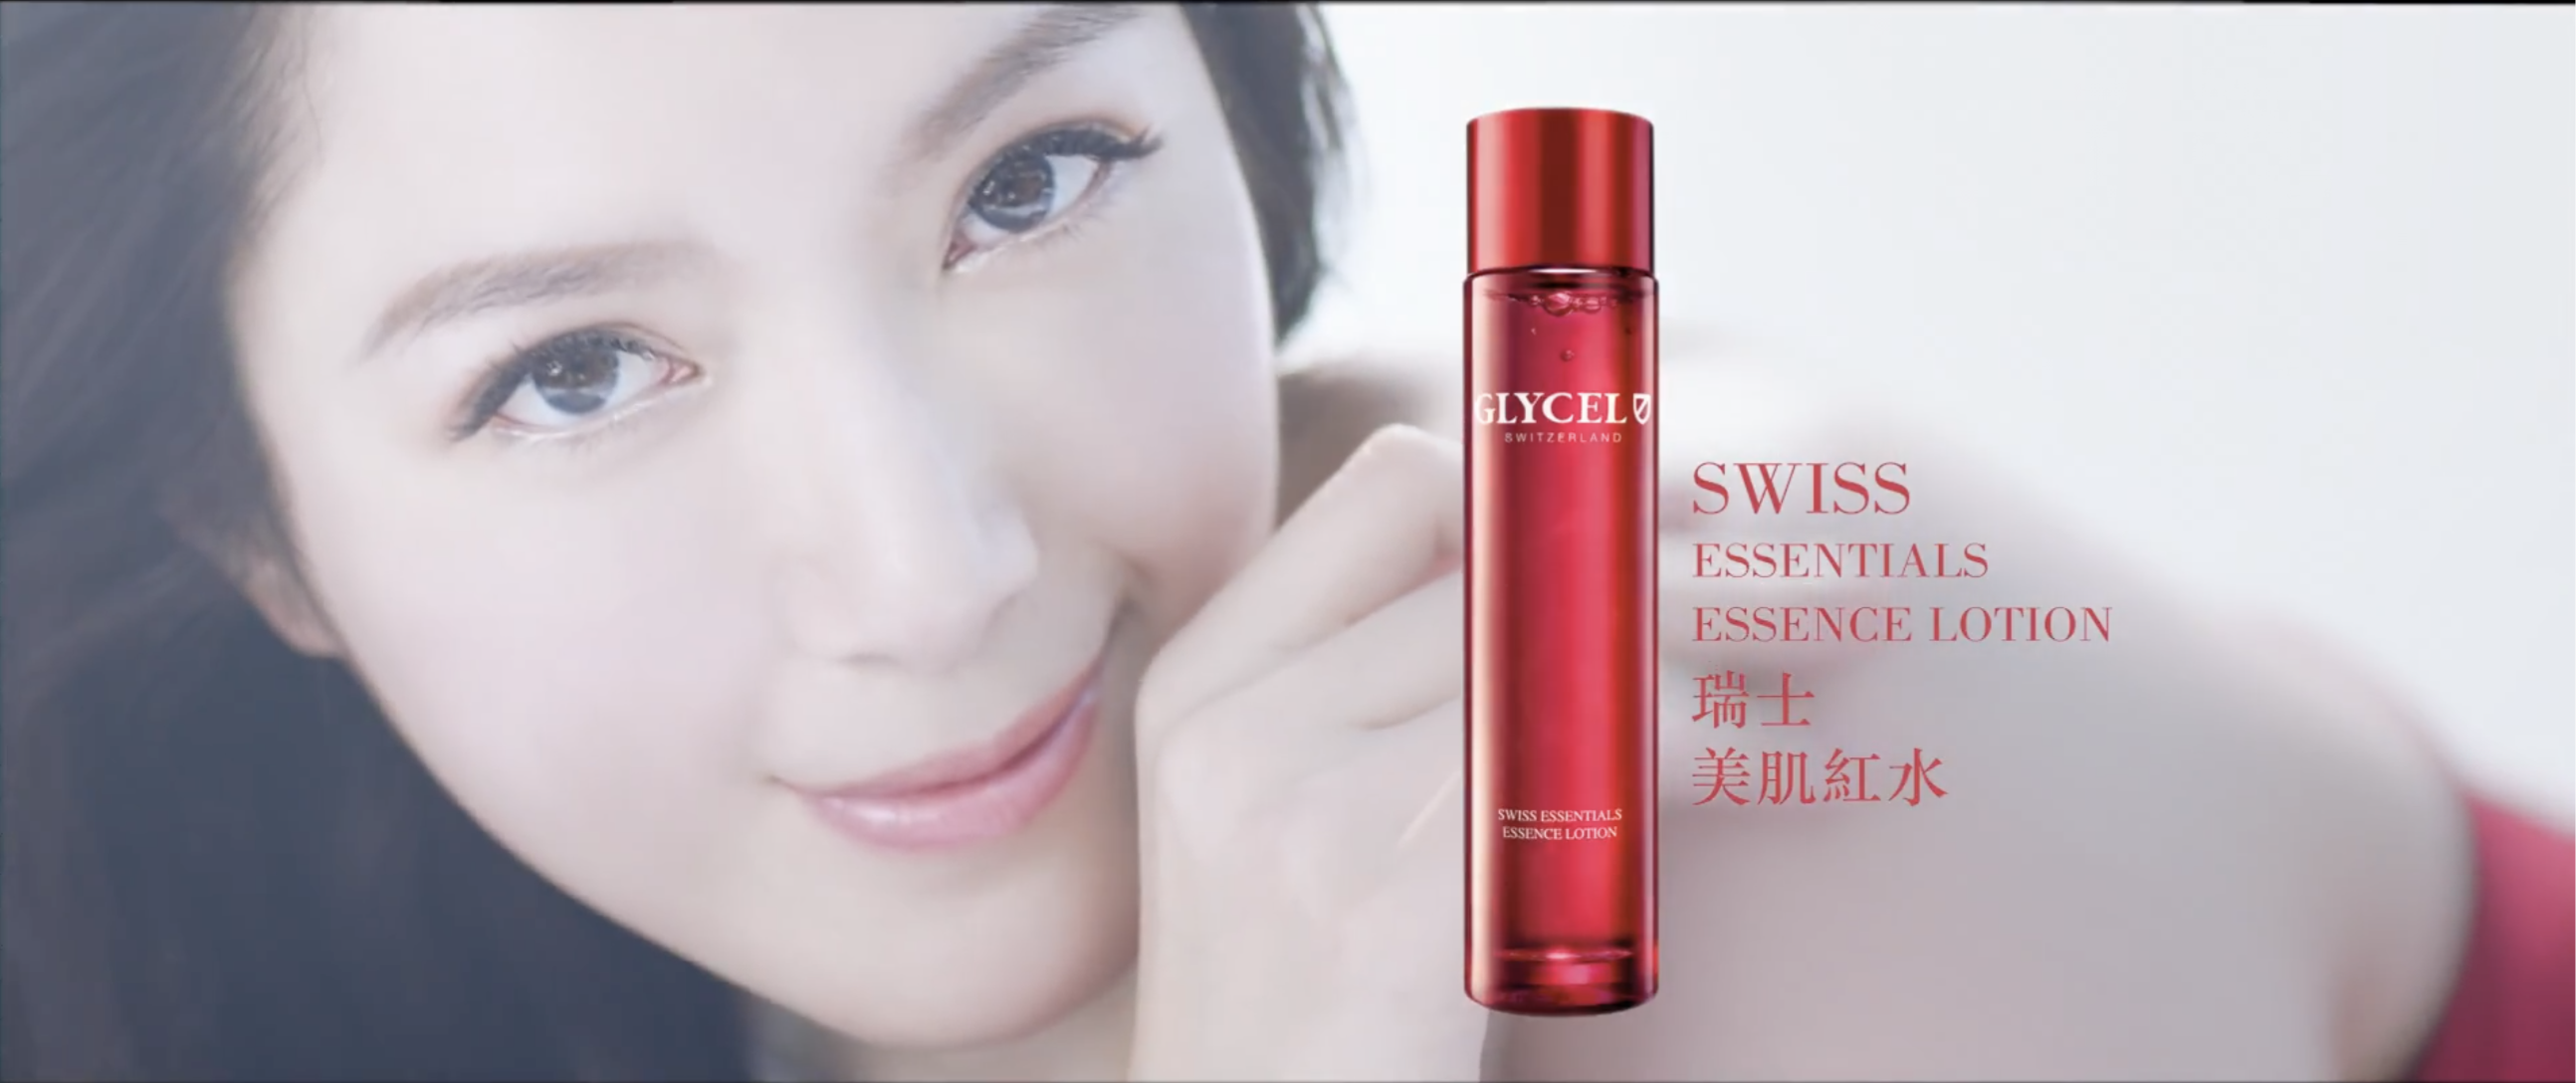 GLYCEL
SWITZERLAND
SWISS ESSENTIALS
ESSENCE LOTION
SWISS
ESSENTIALS
ESSENCE LOTION
瑞士
美肌紅水